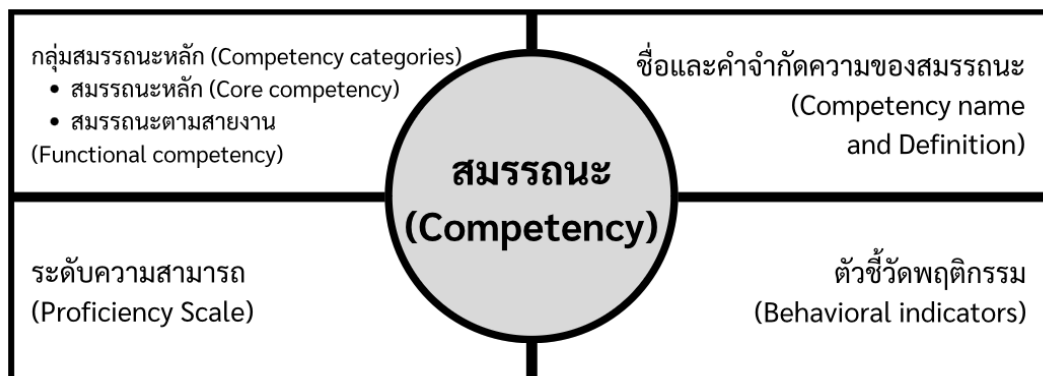 กลุ่มสมรรถนะหลัก (Competency categories)
• สมรรถนะหลัก (Core competency)
• สมรรถนะตามสายงาน
(Functional competency)
ชื่อและคำจำกัดความของสมรรถนะ
(Competency name
and Definition)
สมรรถนะ
(Competency)
ระดับความสามารถ
(Proficiency Scale)
ตัวชี้วัดพฤติกรรม
(Behavioral indicators)